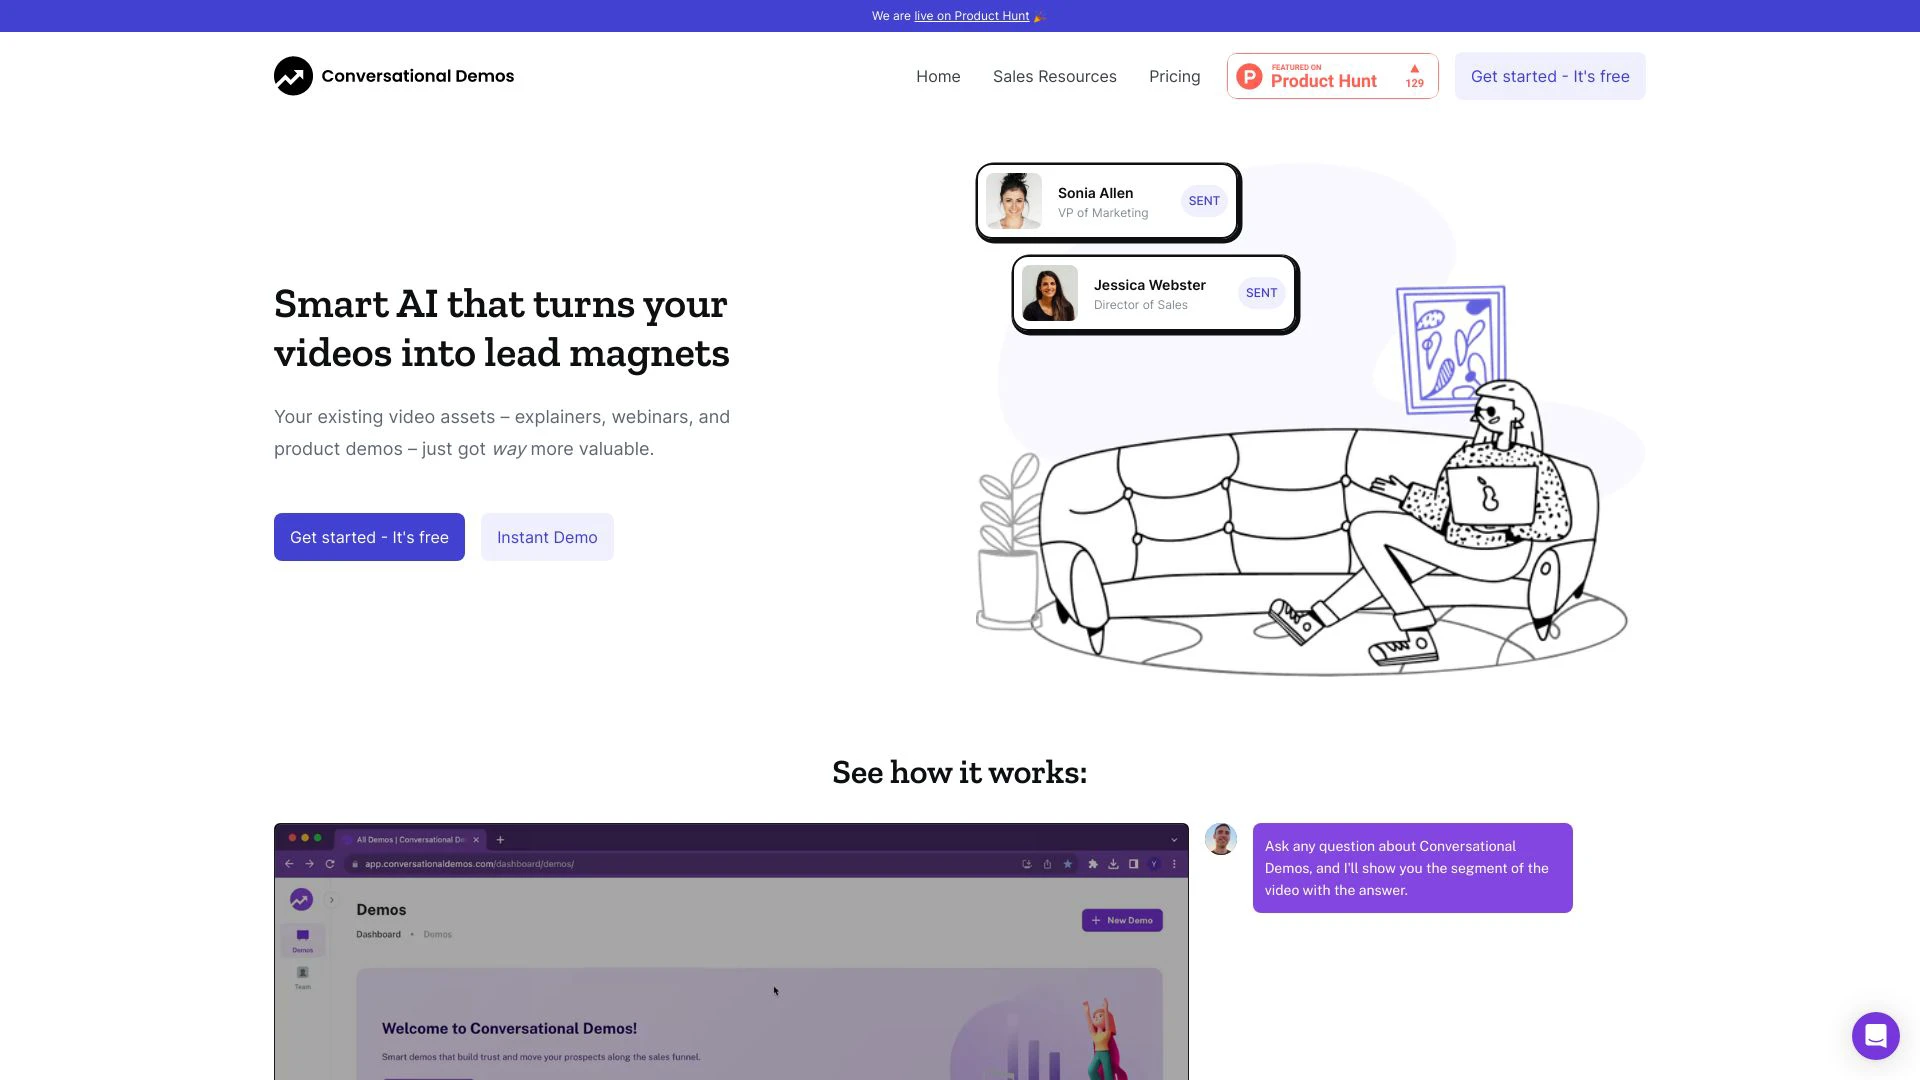 We are live on Product Hunt 🎉
Conversational Demos
Home
Sales Resources
Pricing
FEATURED ON
Product Hunt
129
Get started - It's free
Sonia Allen
VP of Marketing
SENT
Jessica Webster
Director of Sales
SENT
Smart AI that turns your
videos into lead magnets
Your existing video assets – explainers, webinars, and
product demos – just got way more valuable.
Get started - It's free
Instant Demo
See how it works:
All Demos | Conversational De
app.conversationaldemos.com/dashboard/demos/
Y
Demos
Dashboard • Demos
+ New Demo
Demos
Team
Welcome to Conversational Demos!
Smart demos that build trust and move your prospects along the sales funnel.
Ask any question about Conversational
Demos, and I'll show you the segment of the
video with the answer.